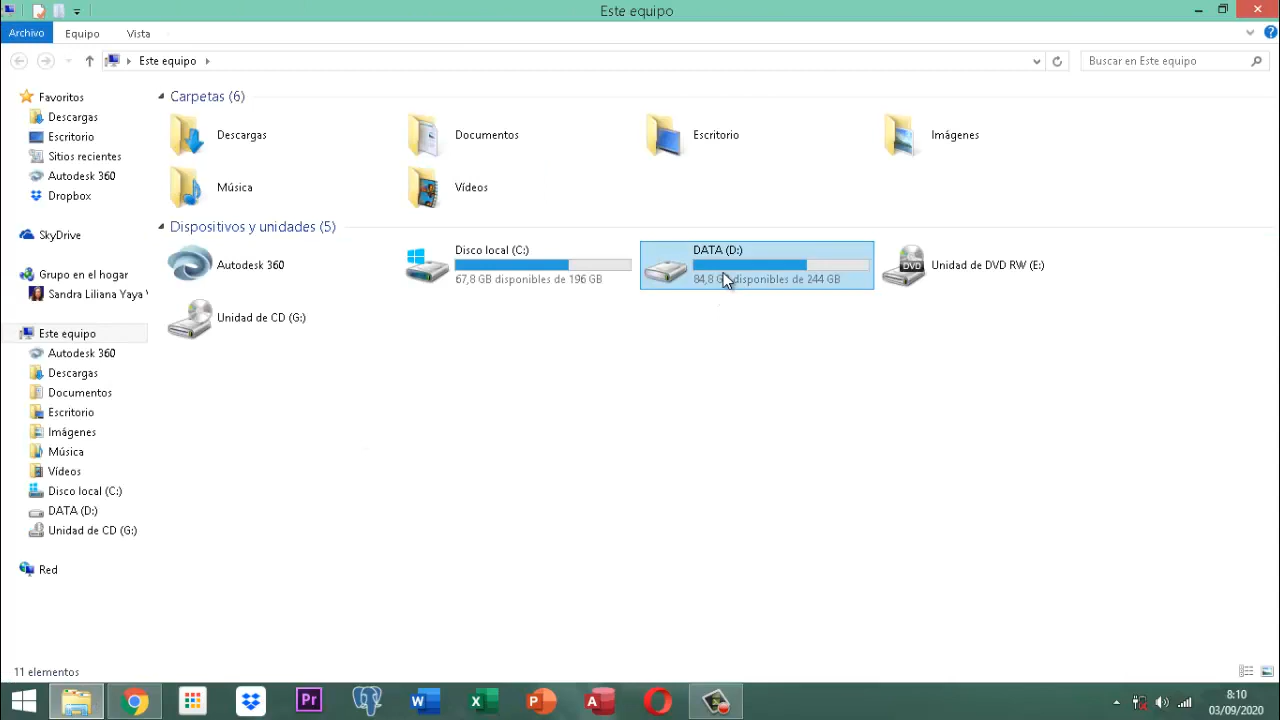 Este equipo
Archivo
Equipo
Vista
Este equipo
Buscar en Este equipo
Favoritos
Descargas
Escritorio
Sitios recientes
Autodesk 360
Dropbox
SkyDrive
Grupo en el hogar
Sandra Liliana Yaya
Este equipo
Autodesk 360
Descargas
Documentos
Escritorio
Imágenes
Música
Vídeos
Disco local (C:)
DATA (D:)
Unidad de CD (G:)
Red
Carpetas (6)
Descargas
Documentos
Escritorio
Imágenes
Música
Vídeos
Dispositivos y unidades (5)
Autodesk 360
Disco local (C:)
67,8 GB disponibles de 196 GB
DATA (D:)
84,8 GB disponibles de 244 GB
Unidad de DVD RW (E:)
DVD
Unidad de CD (G:)
11 elementos
Pr
W
X
P
A
8:10
03/09/2020